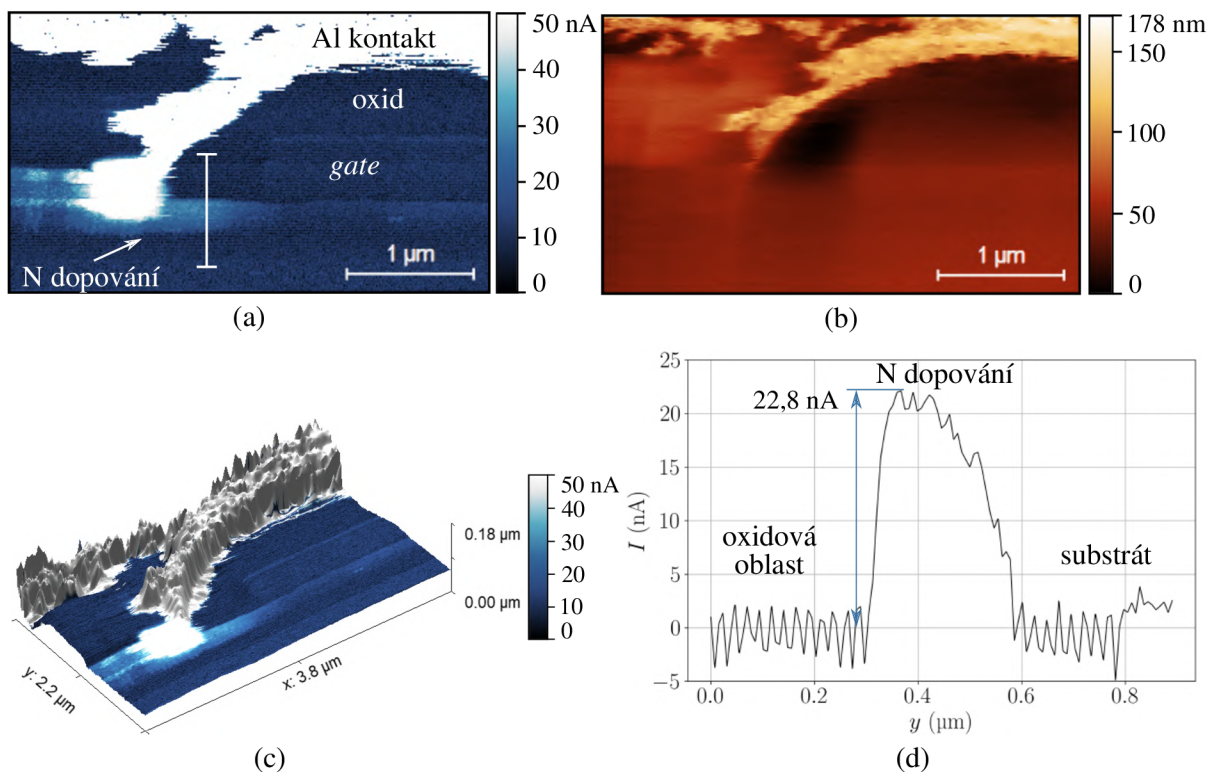 50 nA
Al kontakt
40
oxid
30
gate
20
10
1 µm
N dopování
0
(a)
178 nm
150
100
50
1 µm
0
(b)
50 nA
40
30
20
10
0
0.18 µm
0.00 µm
y: 2.2 µm
x: 3.8 µm
(c)
25
20
15
10
5
0
−5
I (nA)
N dopování
22,8 nA
oxidová
oblast
substrát
0.0
0.2
0.4
0.6
0.8
y (µm)
(d)